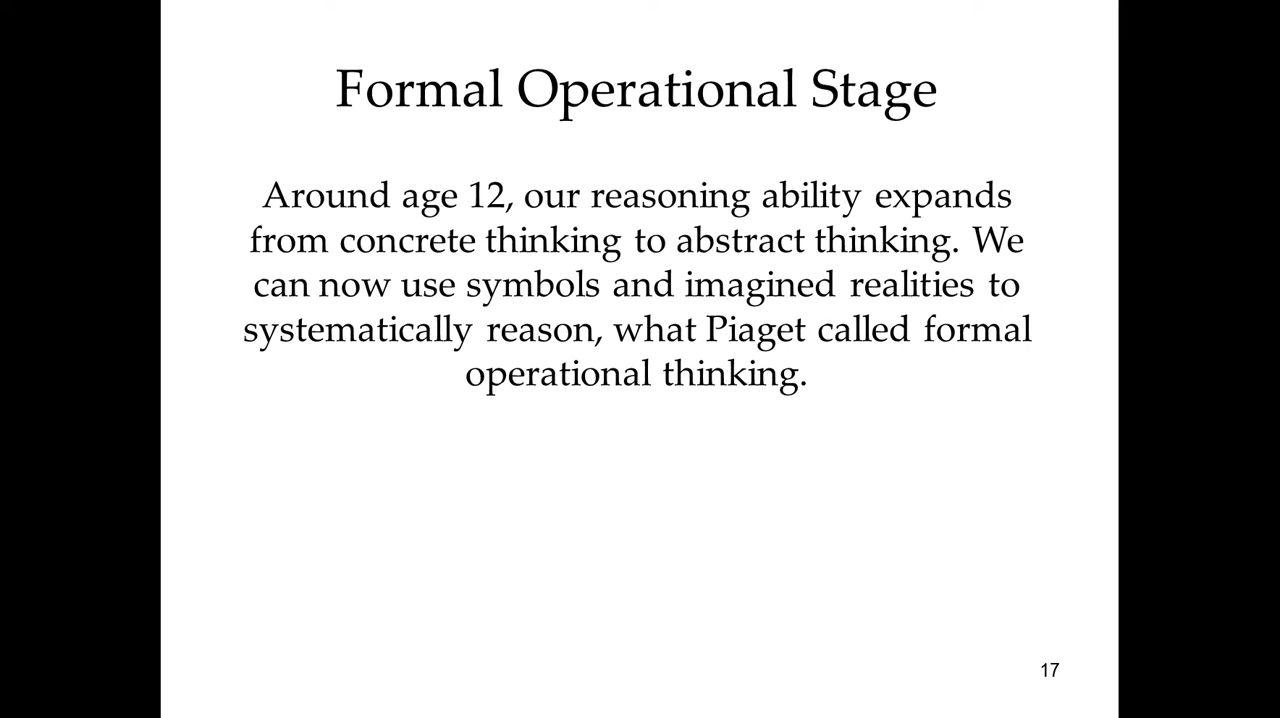 Formal Operational Stage
Around age 12, our reasoning ability expands
from concrete thinking to abstract thinking. We
can now use symbols and imagined realities to
systematically reason, what Piaget called formal
operational thinking.
17